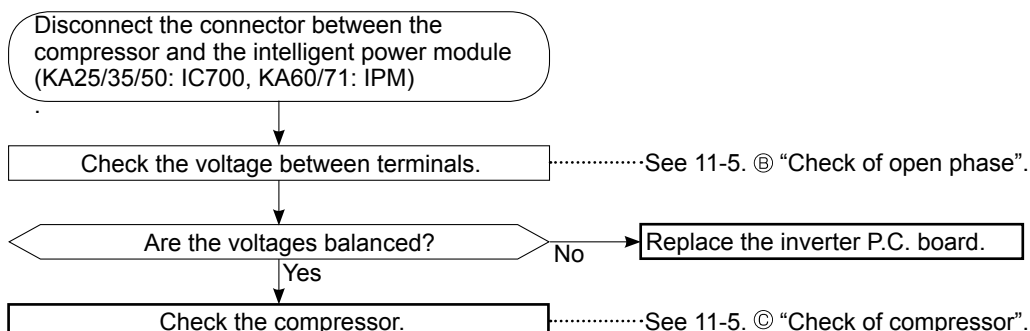 Disconnect the connector between the
compressor and the intelligent power module
(KA25/35/50: IC700, KA60/71: IPM)
.
Check the voltage between terminals.
See 11-5. Ⓑ “Check of open phase”.
Are the voltages balanced?
No
Replace the inverter P.C. board.
Yes
Check the compressor.
See 11-5. Ⓒ “Check of compressor”.